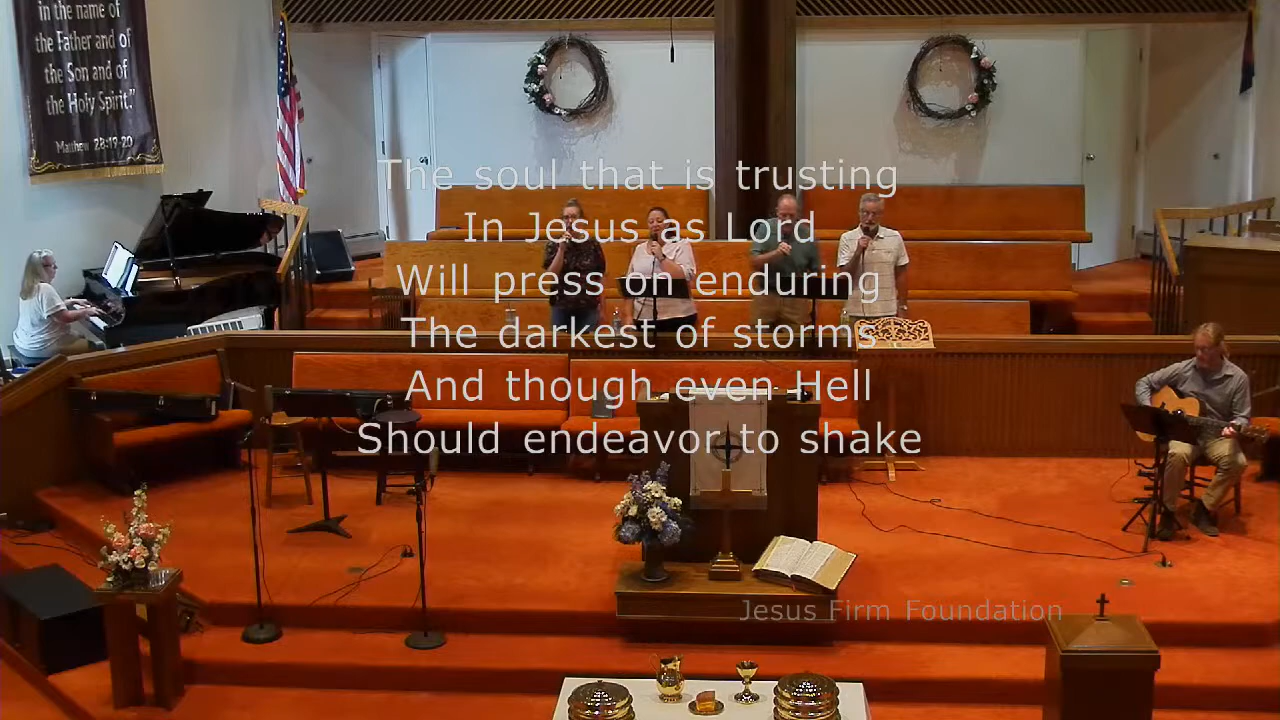 in the name of
the Father and of
the Son and of
the Holy Spirit."
Matthew 28:19-20
The soul that is trusting
In Jesus as Lord
Will press on enduring
The darkest of storms
And though even Hell
Should endeavor to shake
Jesus Firm Foundation